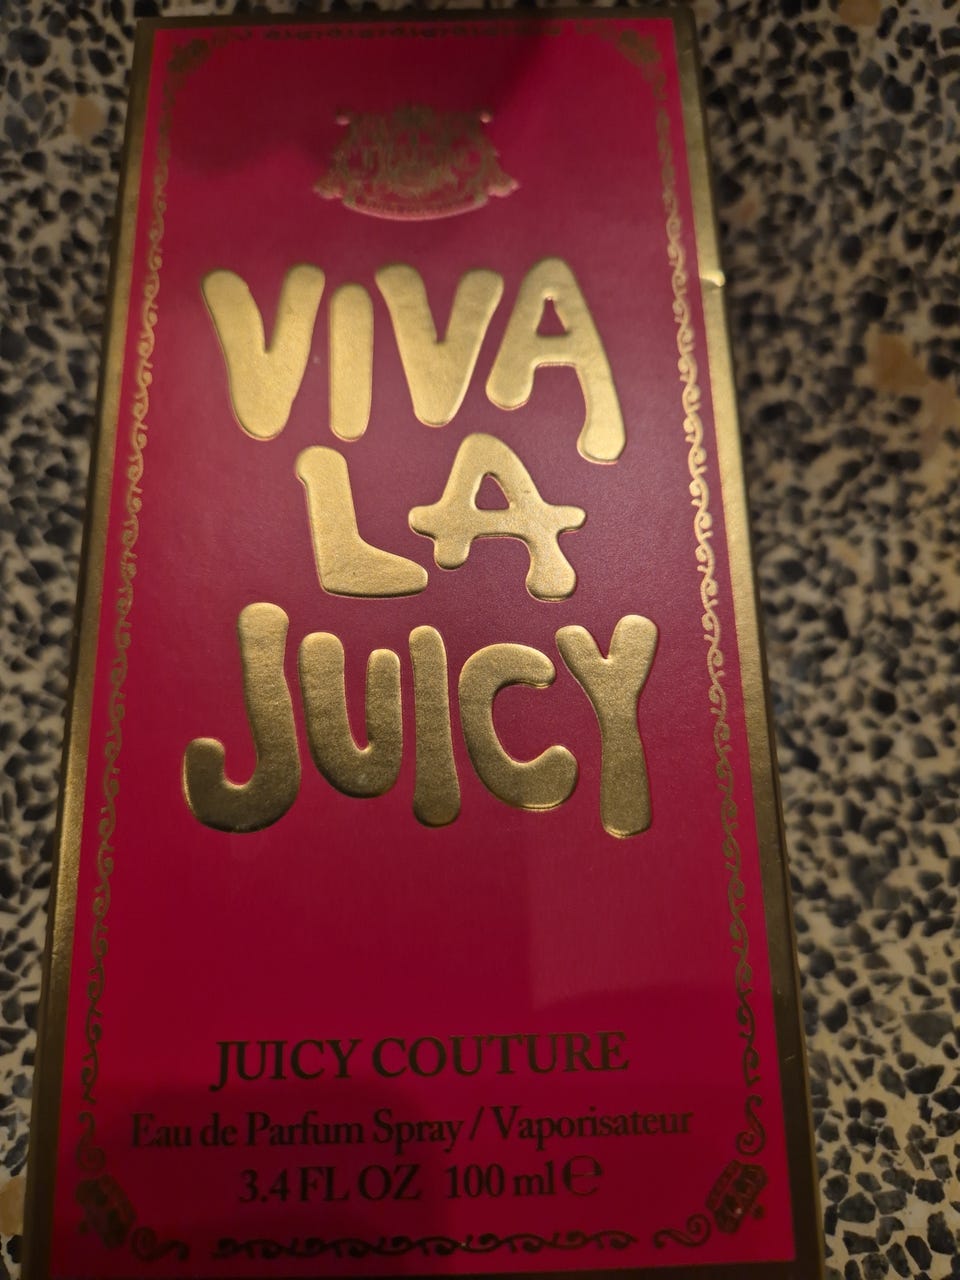 VIVA
LA
JUICY
JUICY COUTURE
Eau de Parfum Spray / Vaporisateur
3.4 FL OZ 100 ml ℮